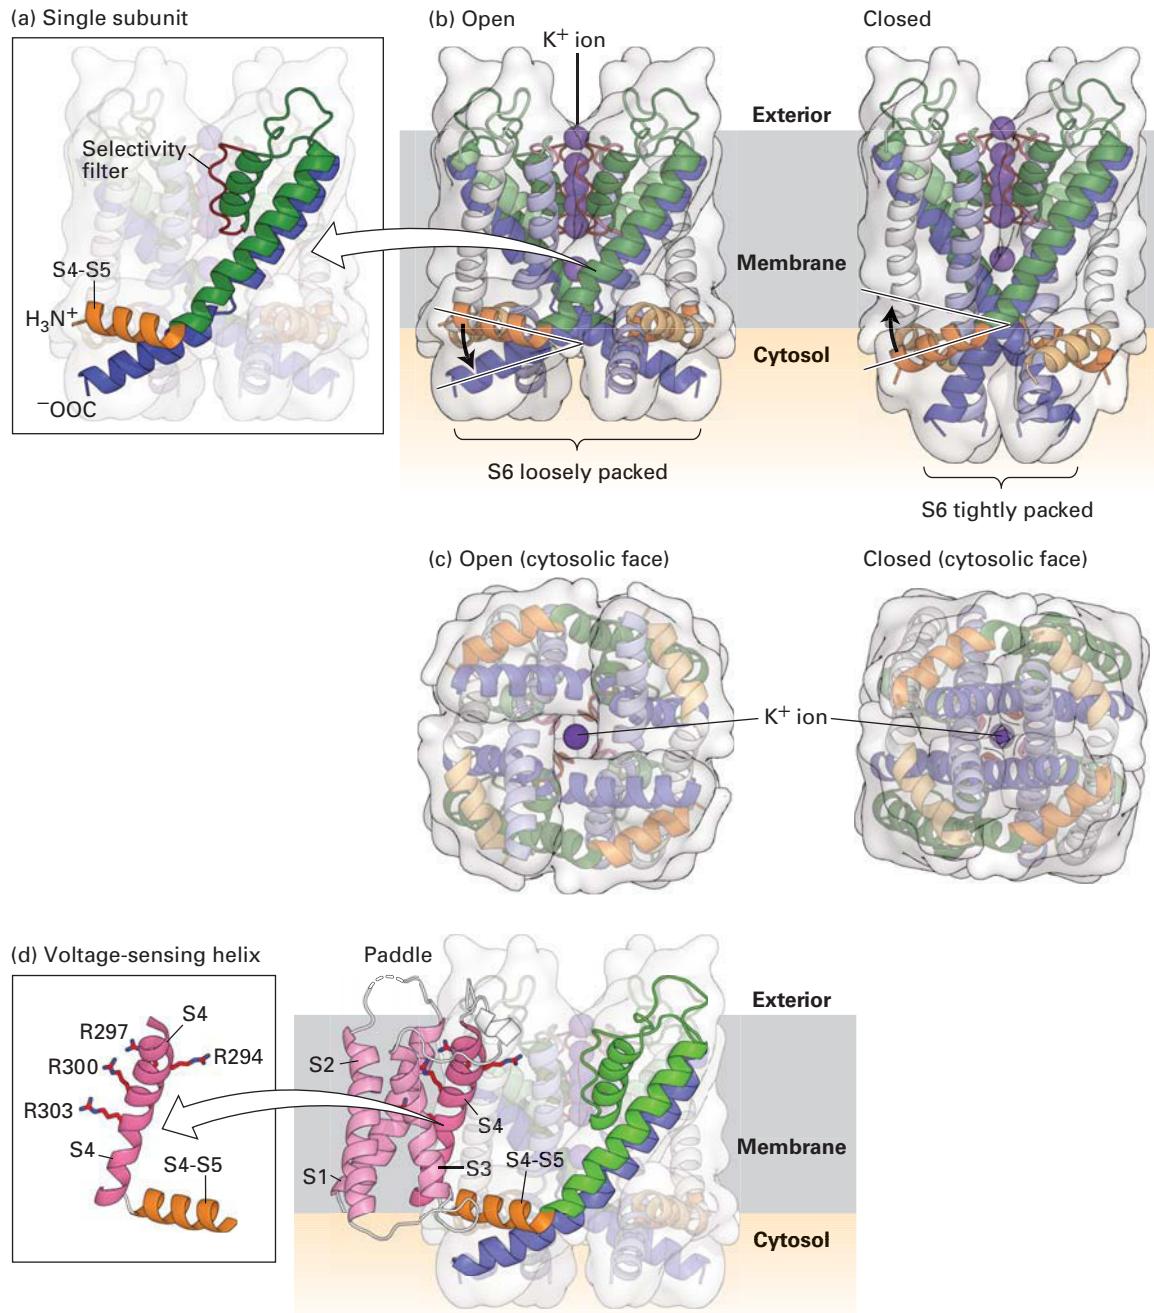 (a) Single subunit
Selectivity
filter
S4-S5
H₃N⁺
⁻OOC
(b) Open
K⁺ ion
Closed
Exterior
Membrane
Cytosol
S6 loosely packed
S6 tightly packed
(c) Open (cytosolic face)
Closed (cytosolic face)
K⁺ ion
(d) Voltage-sensing helix
S4
R297
R294
R300
R303
S4
S4-S5
Paddle
S2
S4
S1
S3
S4-S5
Exterior
Membrane
Cytosol